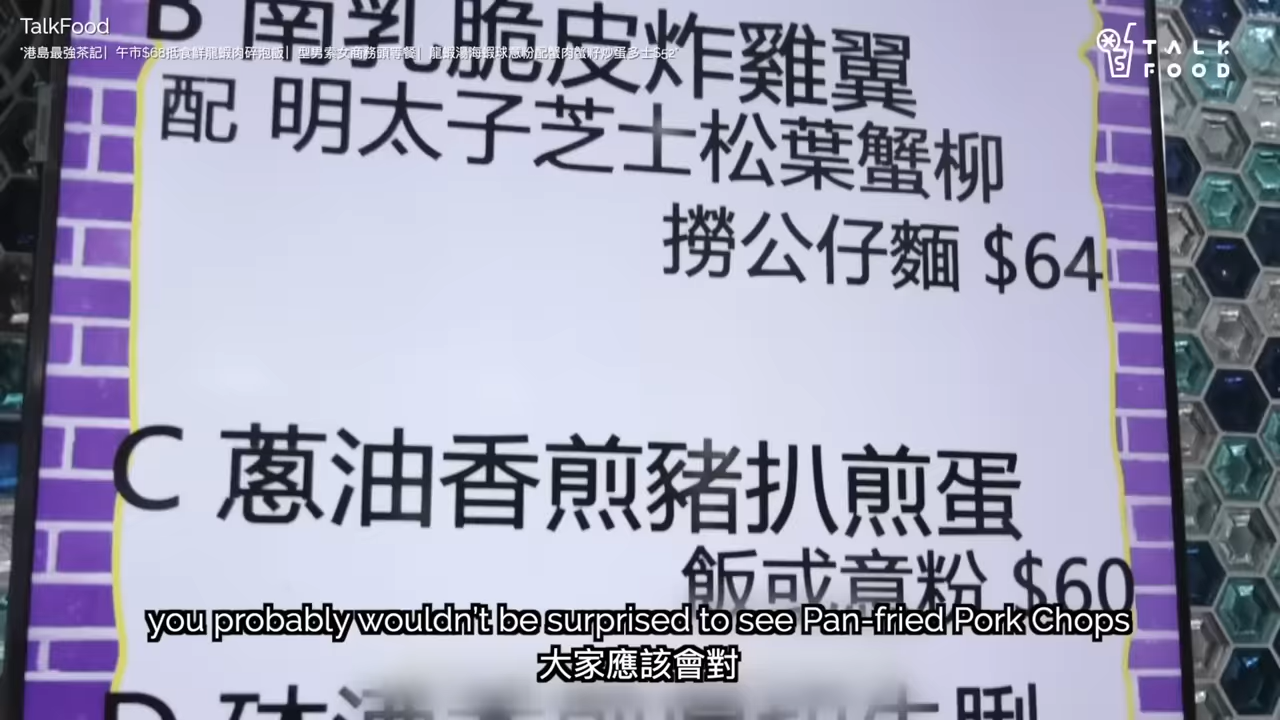 TalkFood
"港島最強茶記| 午市$68抵食鮮龍蝦肉碎泡飯| 型男索女商務頭等餐| 龍蝦湯海蝦球意粉配蟹肉蟹籽炒蛋多士$52"
TALK
FOOD
B 南乳脆皮炸雞翼
配 明太子芝士松葉蟹柳
撈公仔麵 $64
C 蔥油香煎豬扒煎蛋
飯或意粉 $60
you probably wouldn't be surprised to see Pan-fried Pork Chops
大家應該會對
D